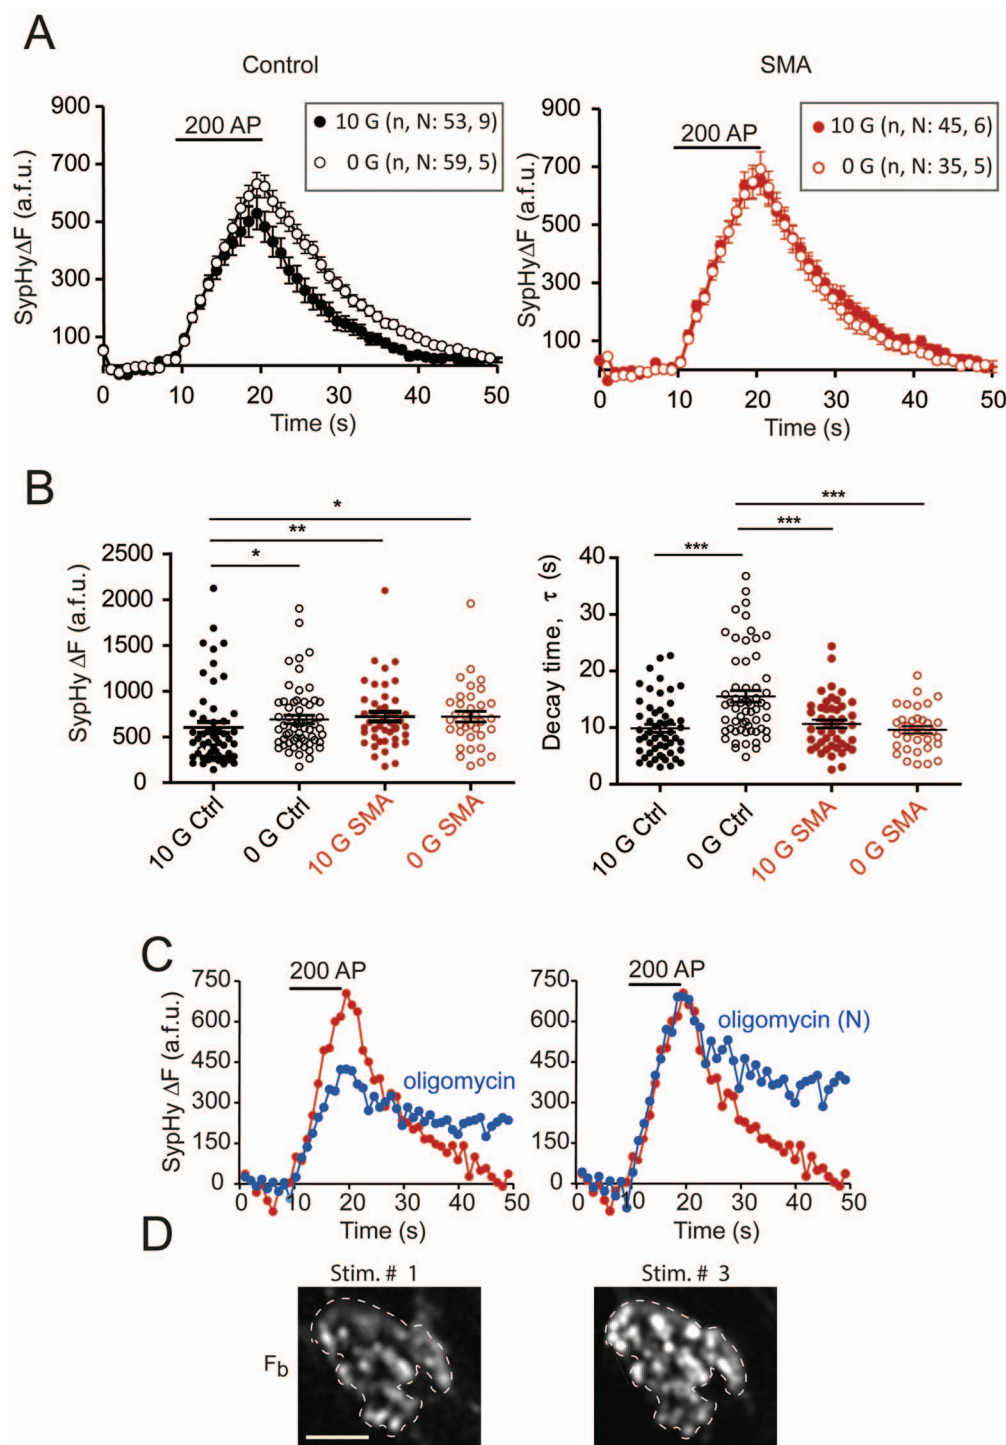 A
Control
SMA
200 AP
10 G (n, N: 53, 9)
0 G (n, N: 59, 5)
SypHy ΔF (a.f.u.)
900
700
500
300
100
0
10
20
30
40
50
Time (s)
200 AP
10 G (n, N: 45, 6)
0 G (n, N: 35, 5)
SypHyΔF (a.f.u.)
900
700
500
300
100
0
10
20
30
40
50
Time (s)
B
*
**
*
SypHy ΔF (a.f.u.)
2500
2000
1500
1000
500
0
10 G Ctrl
0 G Ctrl
10 G SMA
0 G SMA
***
***
***
Decay time, τ (s)
40
30
20
10
0
10 G Ctrl
0 G Ctrl
10 G SMA
0 G SMA
C
200 AP
oligomycin
SypHy ΔF (a.f.u.)
750
600
450
300
150
0
0
10
20
30
40
50
Time (s)
200 AP
oligomycin (N)
750
600
450
300
150
0
0
10
20
30
40
50
Time (s)
D
Stim. # 1
Stim. # 3
Fb